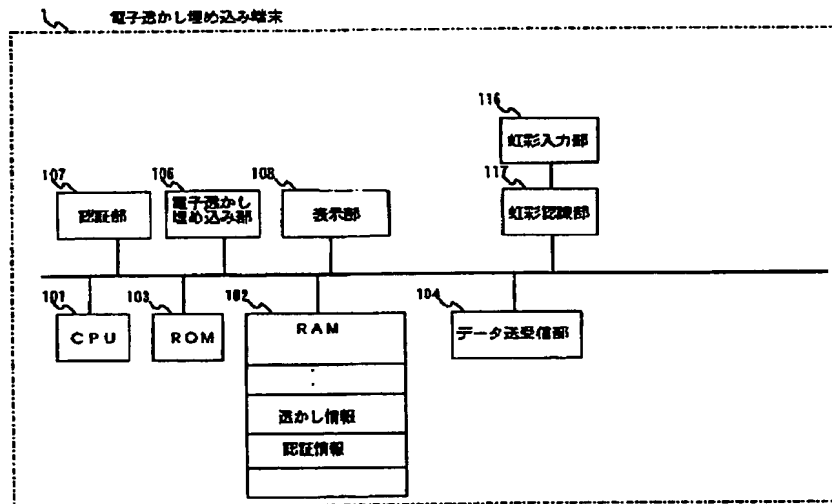 1
電子透かし埋め込み端末
116
虹彩入力部
107
認証部
106
電子透かし
埋め込み部
108
表示部
117
虹彩認識部
101
CPU
103
ROM
102
RAM
:
透かし情報
認証情報
104
データ送受信部